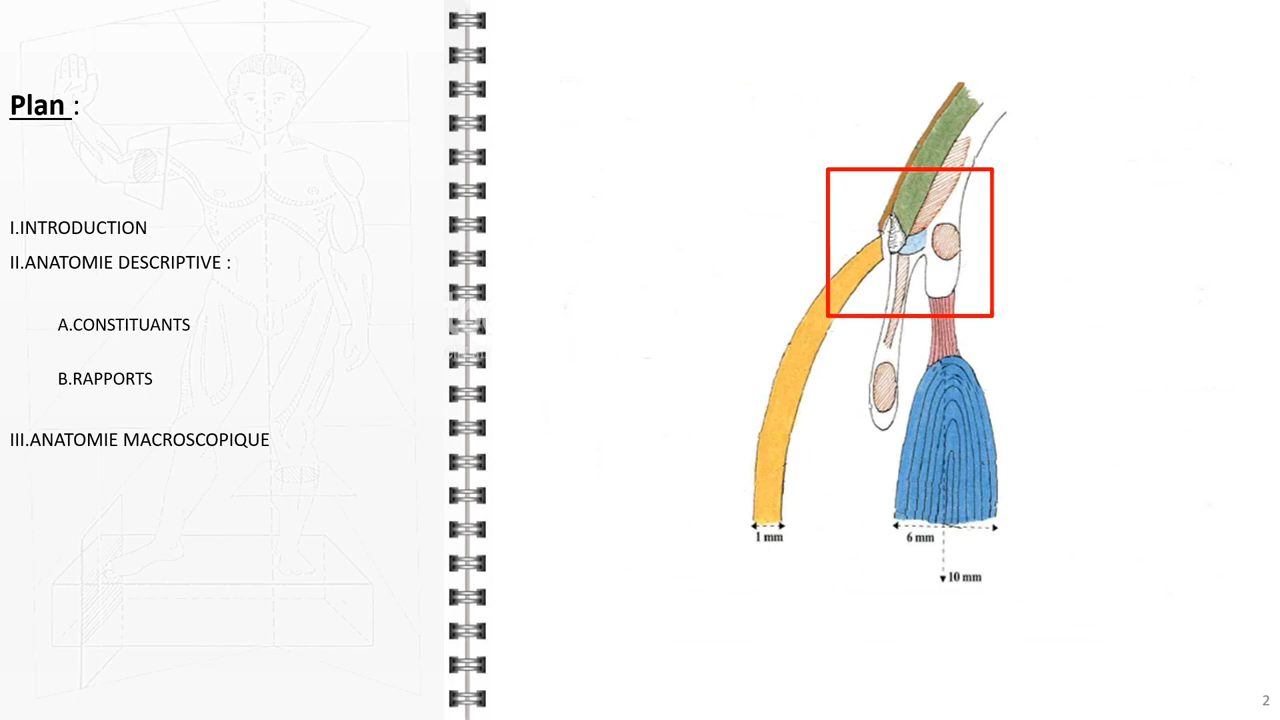 Plan :
I.INTRODUCTION
II.ANATOMIE DESCRIPTIVE :
A.CONSTITUANTS
B.RAPPORTS
III.ANATOMIE MACROSCOPIQUE
1 mm
6 mm
10 mm
2